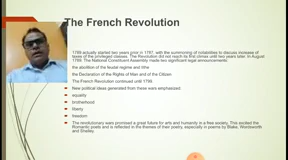 The French Revolution
1789 actually started two years prior in 1787, with the summoning of notabilities to discuss increase of
taxes of the privileged classes. The Revolution did not reach its first climax until two years later. In August
1789, The National Constituent Assembly made two significant legal announcements:
the abolition of the feudal regime and tithe
the Declaration of the Rights of Man and of the Citizen
The French Revolution continued until 1799.
New political ideas generated from these wars emphasized:
equality
brotherhood
liberty
freedom
The revolutionary wars promised a great future for arts and humanity in a free society. This excited the
Romantic poets and is reflected in the themes of their poetry, especially in poems by Blake, Wordsworth
and Shelley.